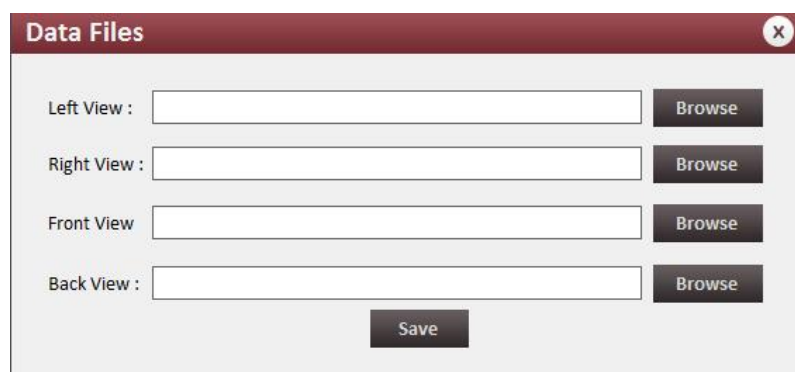 Data Files X
Left View : Browse
Right View : Browse
Front View Browse
Back View : Browse
Save